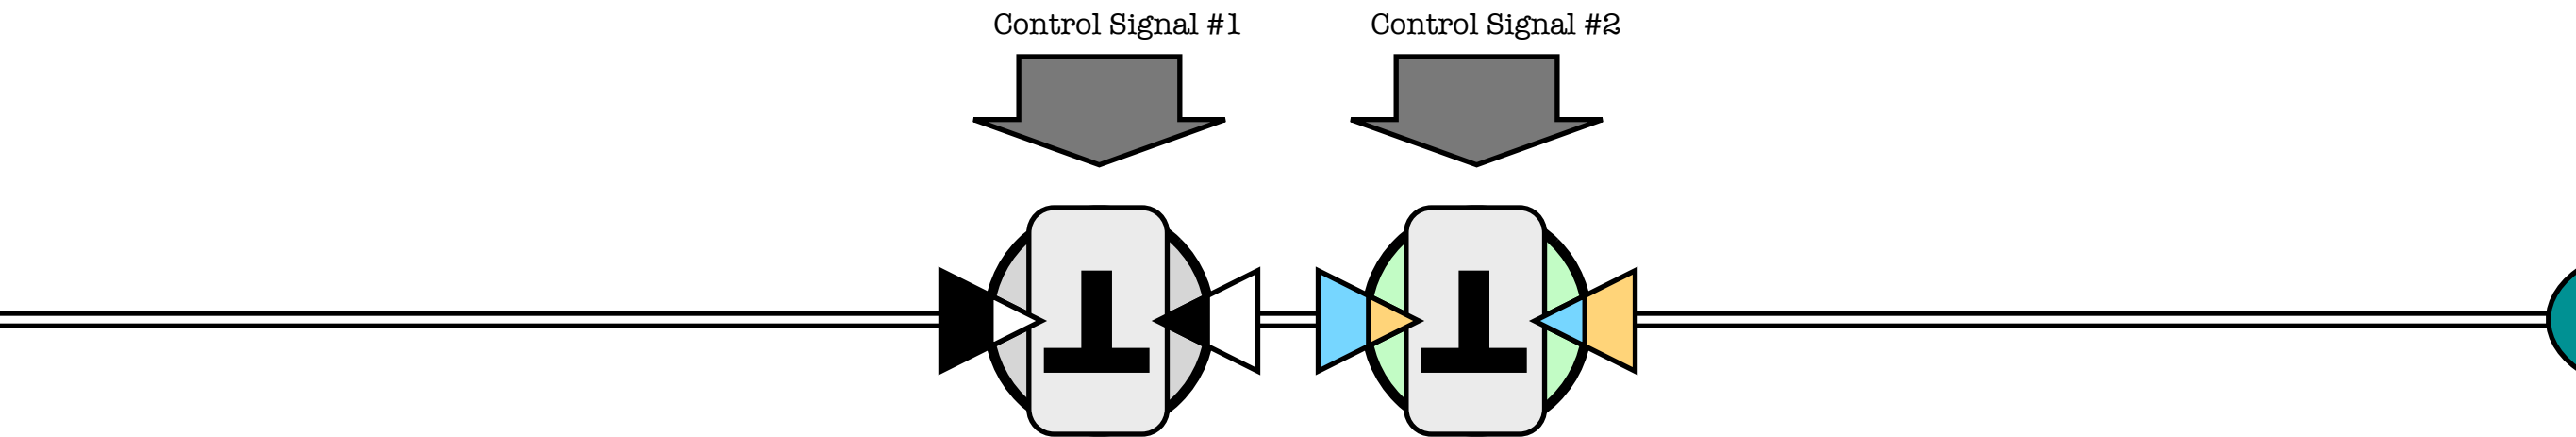 Control Signal #1 Control Signal #2
⊥ ⊥